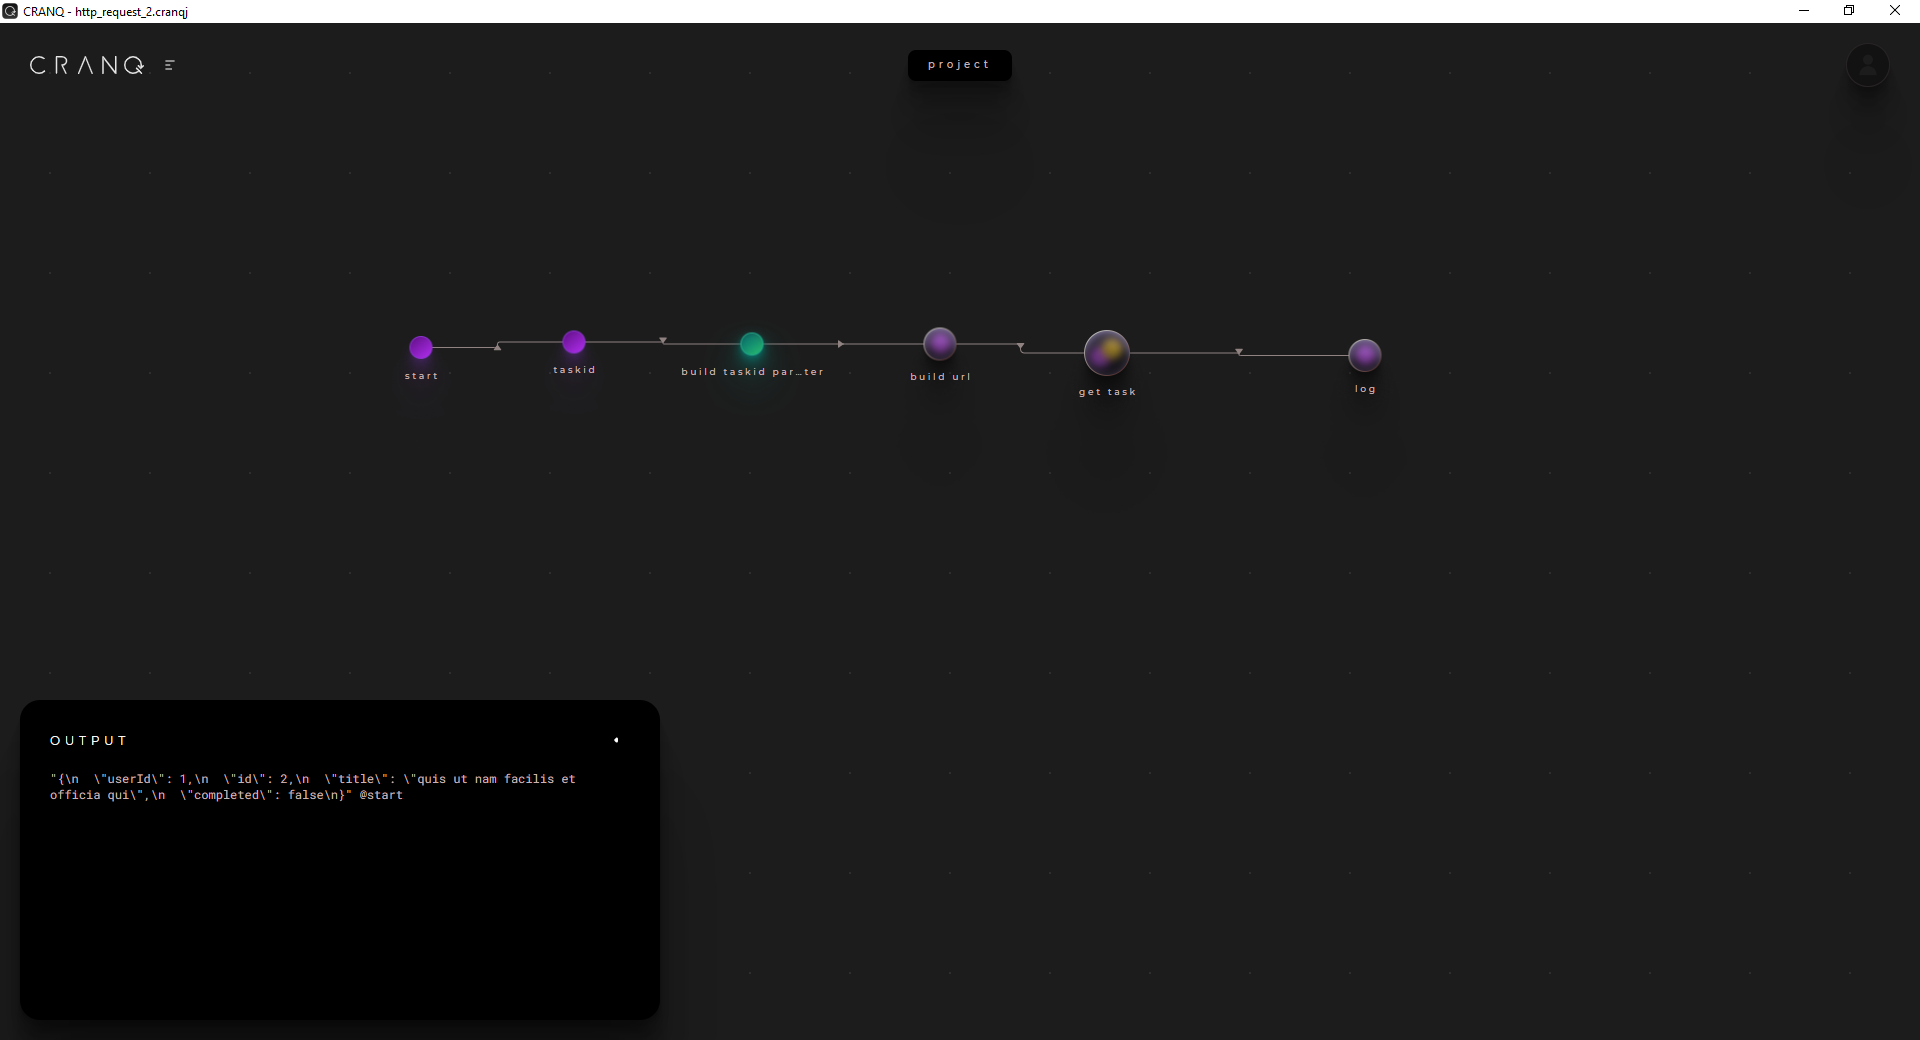 CRANQ - http_request_2.cranqj
CRANQ
project
start
taskid
build taskid par...ter
build url
get task
log
OUTPUT
"{\n  \"userId\": 1,\n  \"id\": 2,\n  \"title\": \"quis ut nam facilis et
officia qui\",\n  \"completed\": false\n}" @start